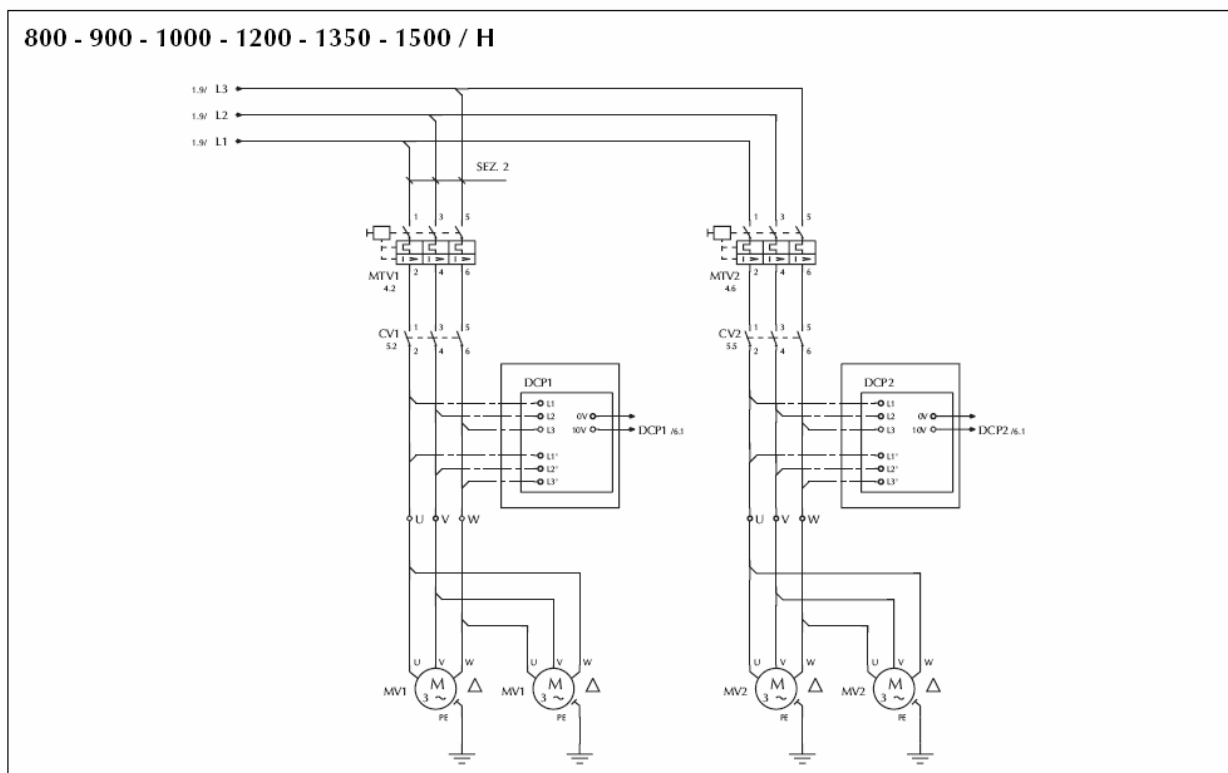 800 - 900 - 1000 - 1200 - 1350 - 1500 / H
1.9/ L3
1.9/ L2
1.9/ L1
SEZ. 2
1 3 5
1 3 5
I > I > I >
I > I > I >
MTV1
4.2
2 4 6
MTV2
4.6
2 4 6
CV1
5.2
1 3 5
2 4 6
CV2
5.5
1 3 5
2 4 6
DCP1
L1
L2 0V
L3 10V
DCP1 /6.1
L1'
L2'
L3'
DCP2
L1
L2 0V
L3 10V
DCP2 /6.1
L1'
L2'
L3'
U V W
U V W
U V W
U V W
U V W
U V W
MV1
M
3 ~
PE
MV1
M
3 ~
PE
MV2
M
3 ~
PE
MV2
M
3 ~
PE